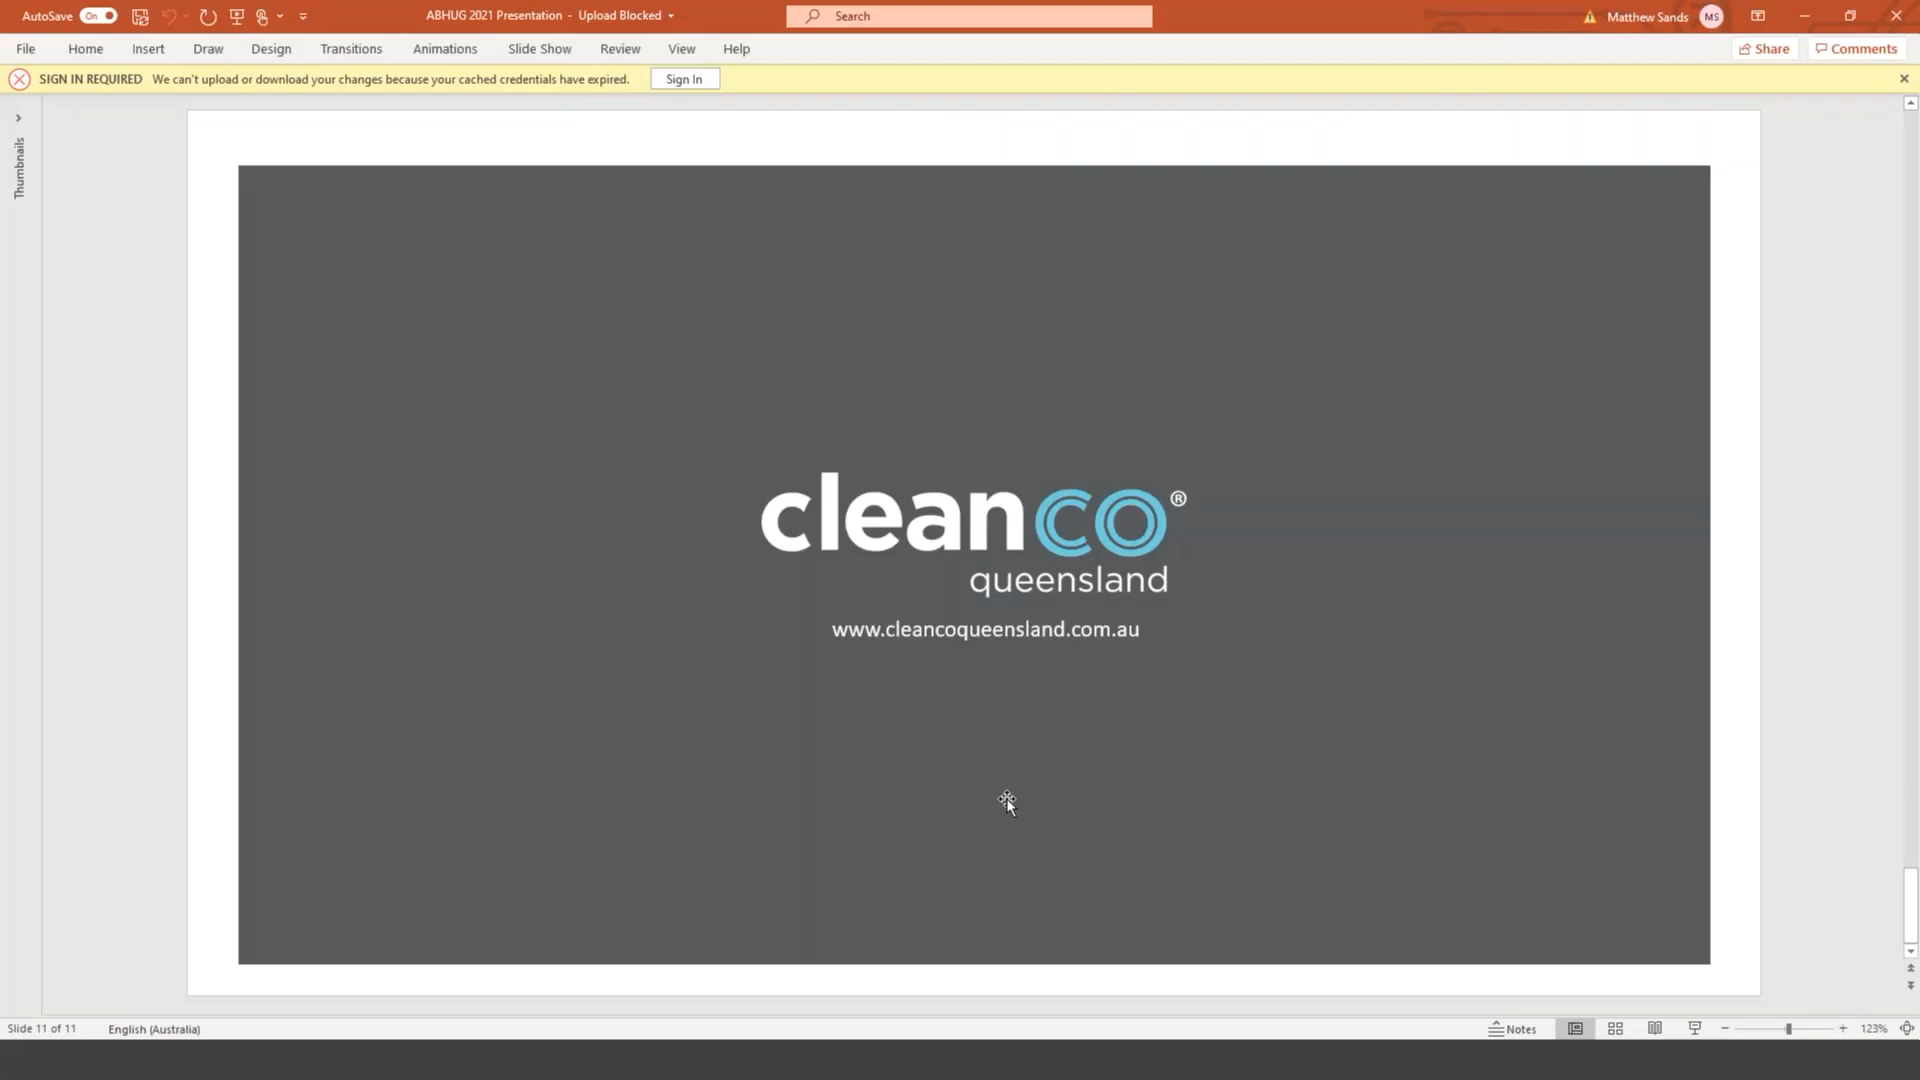 AutoSave On ABHUG 2021 Presentation - Upload Blocked Search Matthew Sands MS
File Home Insert Draw Design Transitions Animations Slide Show Review View Help Share Comments
SIGN IN REQUIRED We can't upload or download your changes because your cached credentials have expired. Sign In
Thumbnails
cleanco®
queensland
www.cleancoqueensland.com.au
Slide 11 of 11 English (Australia) Notes 123%